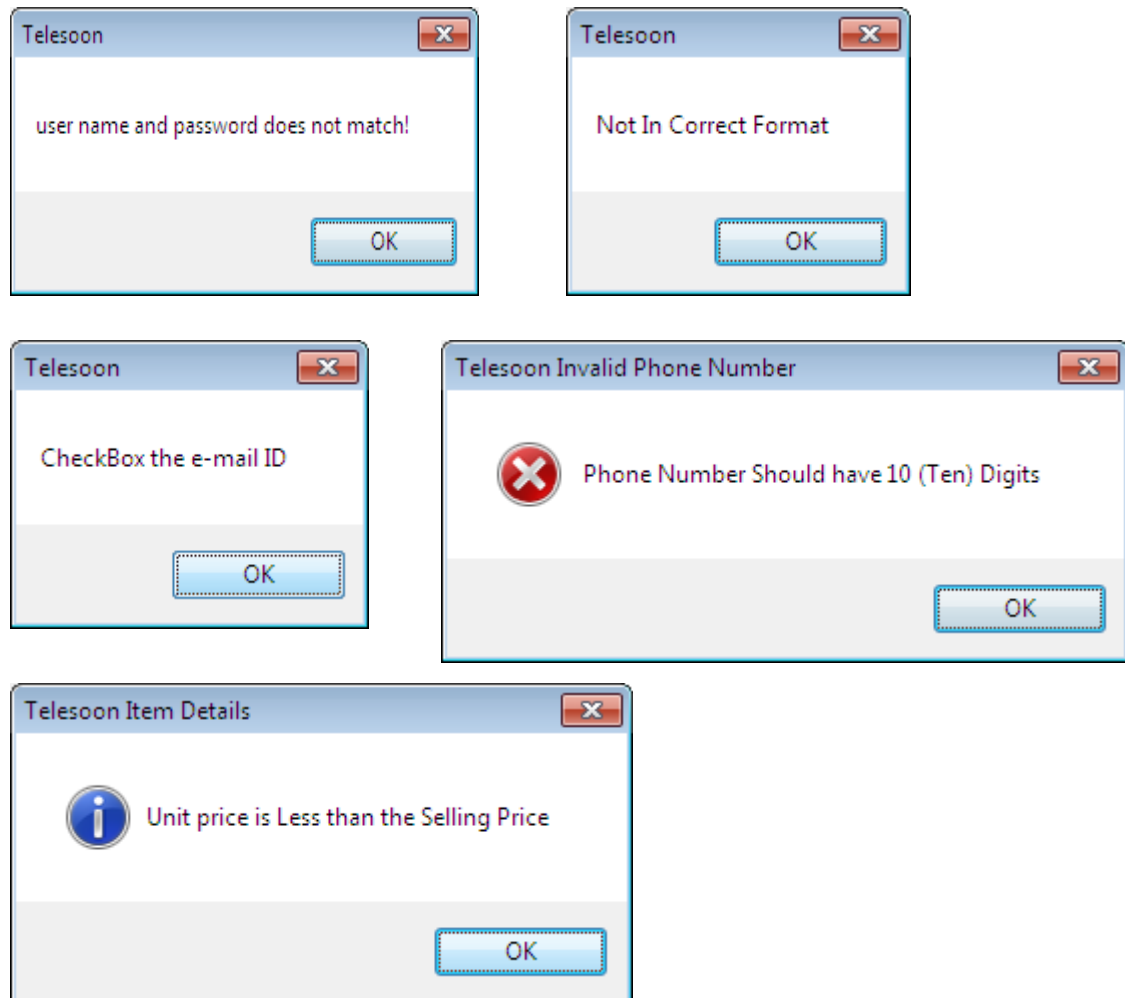 Telesoon
user name and password does not match!
OK
Telesoon
Not In Correct Format
OK
Telesoon
CheckBox the e-mail ID
OK
Telesoon Invalid Phone Number
Phone Number Should have 10 (Ten) Digits
OK
Telesoon Item Details
Unit price is Less than the Selling Price
OK